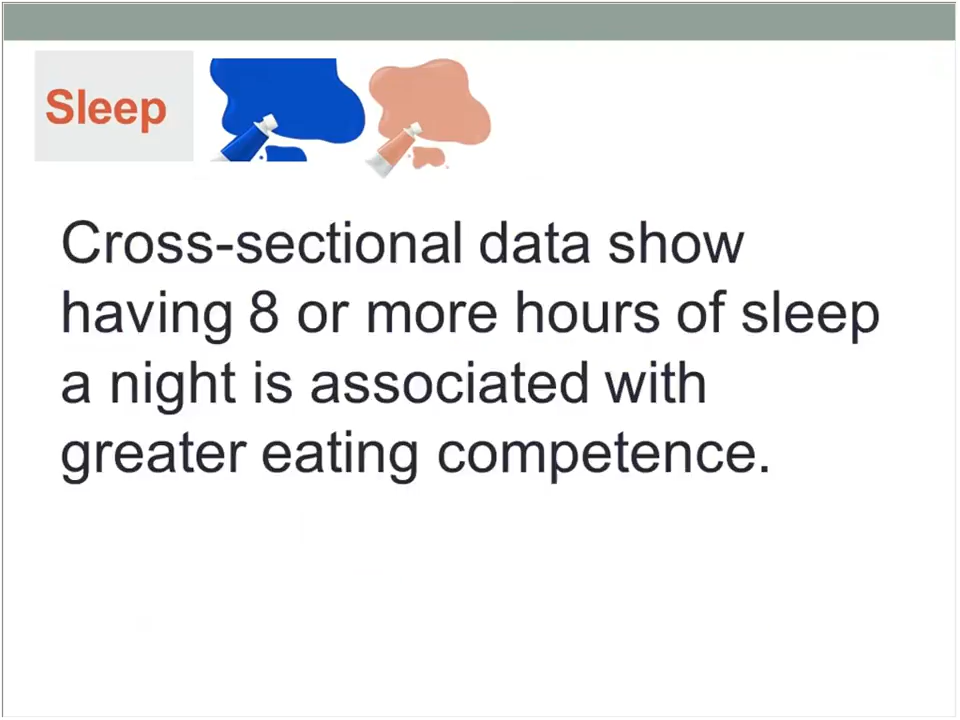 Sleep
Cross-sectional data show
having 8 or more hours of sleep
a night is associated with
greater eating competence.